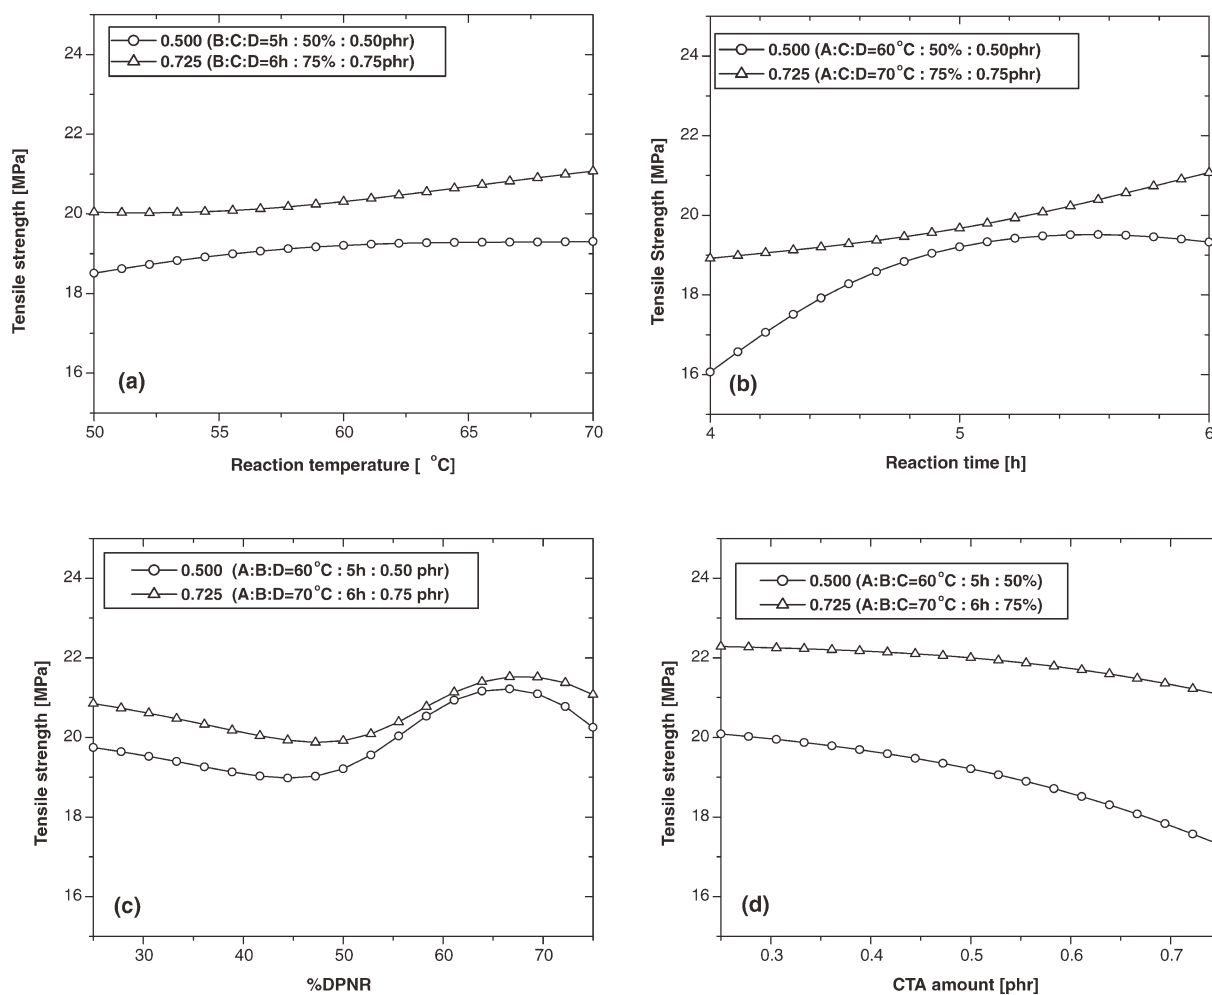 24
22
20
18
16
Tensile strength [MPa]
0.500 (B:C:D=5h : 50% : 0.50phr)
0.725 (B:C:D=6h : 75% : 0.75phr)
(a)
50 55 60 65 70
Reaction temperature [ °C]
24
22
20
18
16
Tensile Strength [MPa]
0.500 (A:C:D=60°C : 50% : 0.50phr)
0.725 (A:C:D=70°C : 75% : 0.75phr)
(b)
4 5 6
Reaction time [h]
24
22
20
18
16
Tensile strength [MPa]
0.500 (A:B:D=60°C : 5h : 0.50 phr)
0.725 (A:B:D=70°C : 6h : 0.75 phr)
(c)
30 40 50 60 70
%DPNR
24
22
20
18
16
Tensile strength [MPa]
0.500 (A:B:C=60°C : 5h : 50%)
0.725 (A:B:C=70°C : 6h : 75%)
(d)
0.3 0.4 0.5 0.6 0.7
CTA amount [phr]